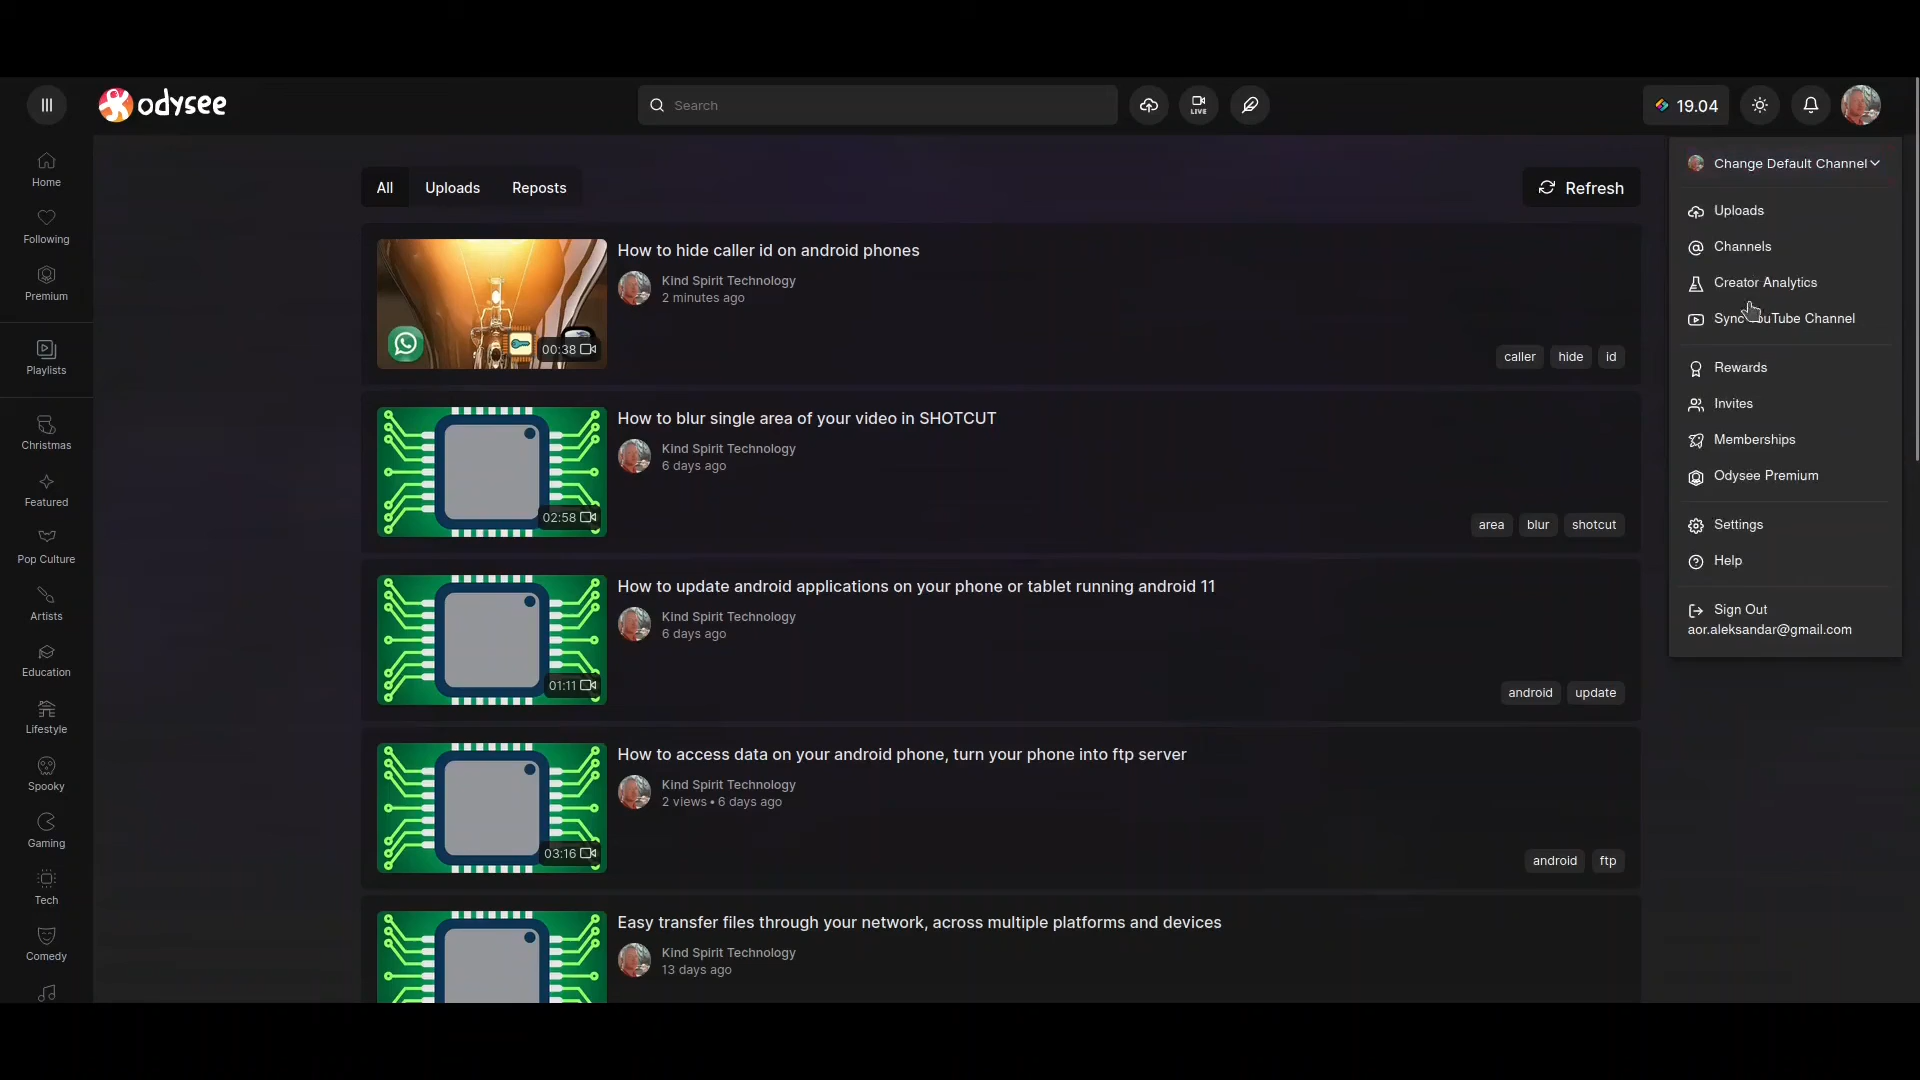 odysee
Search
LIVE
19.04
Home
Following
Premium
Playlists
Christmas
Featured
Pop Culture
Artists
Education
Lifestyle
Spooky
Gaming
Tech
Comedy
All
Uploads
Reposts
Refresh
How to hide caller id on android phones
Kind Spirit Technology
2 minutes ago
00:38
caller
hide
id
How to blur single area of your video in SHOTCUT
Kind Spirit Technology
6 days ago
02:58
area
blur
shotcut
How to update android applications on your phone or tablet running android 11
Kind Spirit Technology
6 days ago
01:11
android
update
How to access data on your android phone, turn your phone into ftp server
Kind Spirit Technology
2 views • 6 days ago
03:16
android
ftp
Easy transfer files through your network, across multiple platforms and devices
Kind Spirit Technology
13 days ago
Change Default Channel
Uploads
Channels
Creator Analytics
Sync YouTube Channel
Rewards
Invites
Memberships
Odysee Premium
Settings
Help
Sign Out
aor.aleksandar@gmail.com